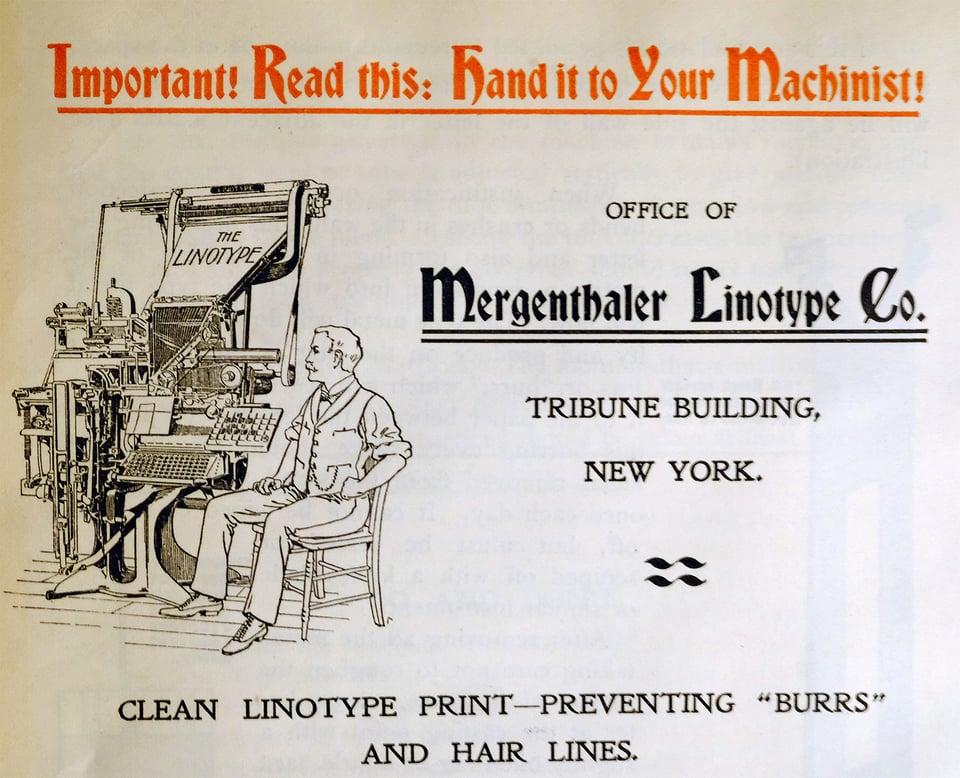 Important! Read this: Hand it to Your Machinist!
LINOTYPE
THE
LINOTYPE
OFFICE OF
Mergenthaler Linotype Co.
TRIBUNE BUILDING,
NEW YORK.
CLEAN LINOTYPE PRINT—PREVENTING “BURRS”
AND HAIR LINES.